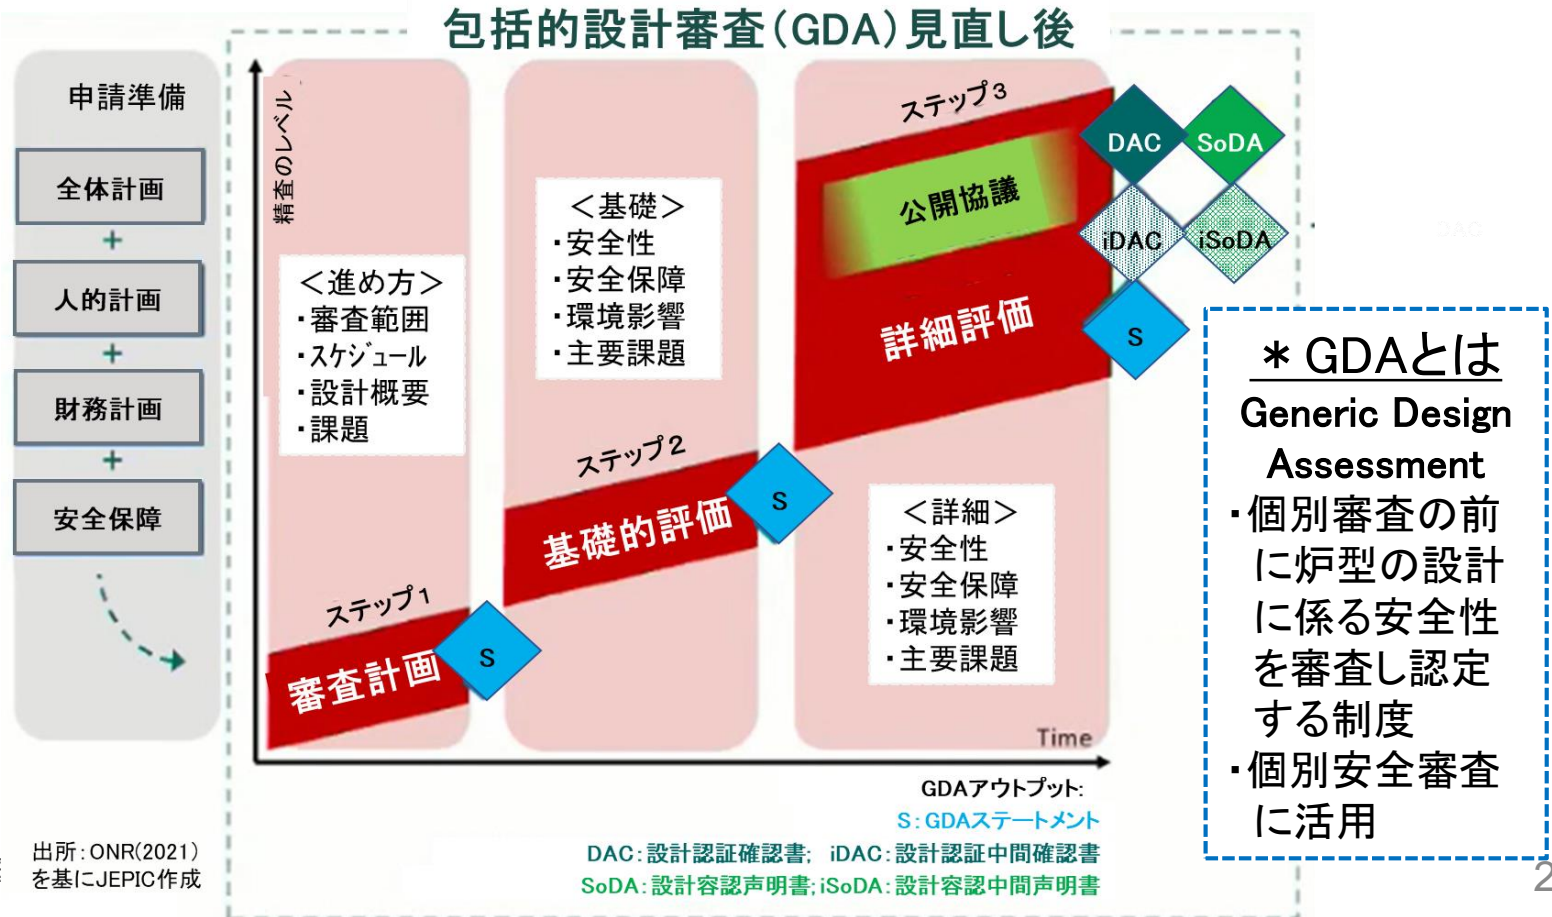 包括的設計審査(GDA)見直し後
申請準備
全体計画
+
人的計画
+
財務計画
+
安全保障
精査のレベル
<進め方>
・審査範囲
・スケジュール
・設計概要
・課題
ステップ1
審査計画
S
<基礎>
・安全性
・安全保障
・環境影響
・主要課題
ステップ2
基礎的評価
S
ステップ3
公開協議
詳細評価
DAC
SoDA
iDAC
iSoDA
S
<詳細>
・安全性
・安全保障
・環境影響
・主要課題
Time
GDAアウトプット:
S:GDAステートメント
DAC:設計認証確認書; iDAC:設計認証中間確認書
SoDA:設計容認声明書;iSoDA:設計容認中間声明書
出所:ONR(2021)
を基にJEPIC作成
*GDAとは
Generic Design
Assessment
・個別審査の前
に炉型の設計
に係る安全性
を審査し認定
する制度
・個別安全審査
に活用
2